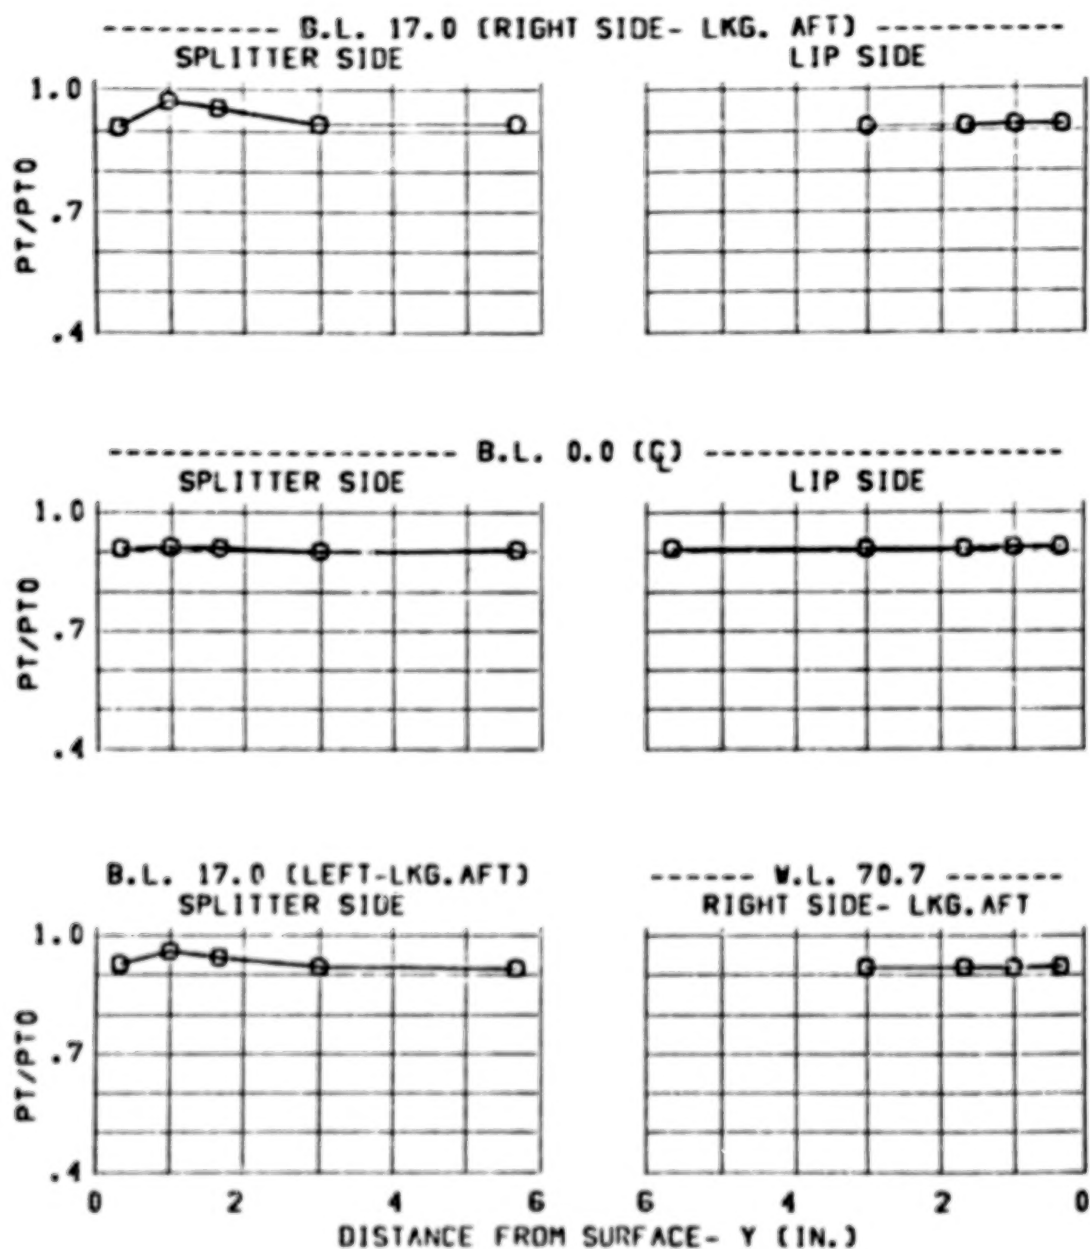 ---------- B.L. 17.0 (RIGHT SIDE- LKG. AFT) -----------
SPLITTER SIDE LIP SIDE
1.0
.7
.4
PT/PTO
-------------------- B.L. 0.0 (℄) --------------------
SPLITTER SIDE LIP SIDE
1.0
.7
.4
PT/PTO
B.L. 17.0 (LEFT-LKG.AFT) ------ W.L. 70.7 ------
SPLITTER SIDE RIGHT SIDE- LKG.AFT
1.0
.7
.4
PT/PTO
0 2 4 6 6 4 2 0
DISTANCE FROM SURFACE- Y (IN.)